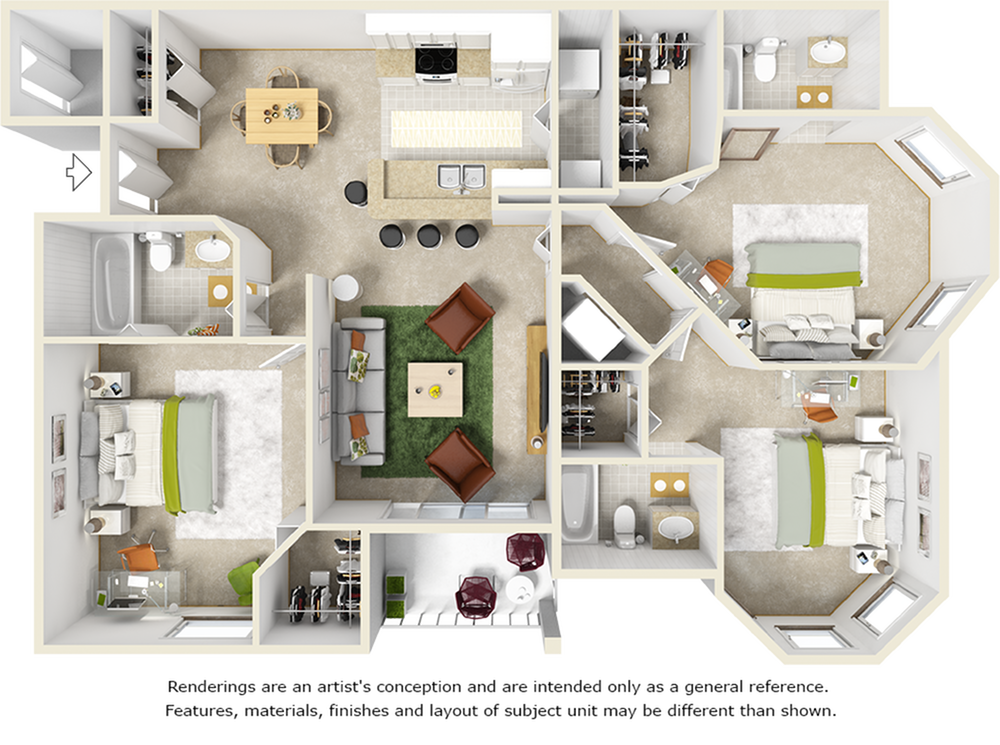 Renderings are an artist's conception and are intended only as a general reference.
Features, materials, finishes and layout of subject unit may be different than shown.